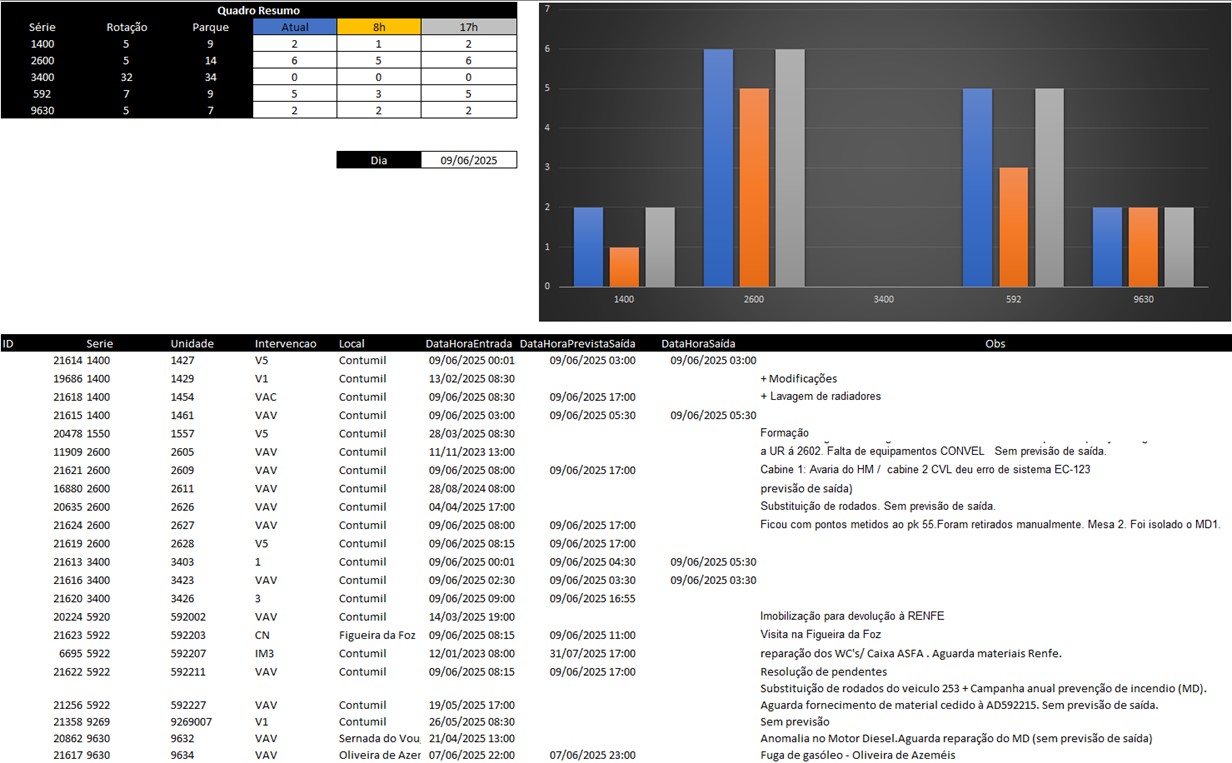 Quadro Resumo
Série Rotação Parque Atual 8h 17h
1400 5 9 2 1 2
2600 5 14 6 5 6
3400 32 34 0 0 0
592 7 9 5 3 5
9630 5 7 2 2 2
Dia 09/06/2025
7
6
5
4
3
2
1
0
1400 2600 3400 592 9630
ID Serie Unidade Intervencao Local DataHoraEntrada DataHoraPrevistaSaída DataHoraSaída Obs
21614 1400 1427 V5 Contumil 09/06/2025 00:01 09/06/2025 03:00 09/06/2025 03:00
19686 1400 1429 V1 Contumil 13/02/2025 08:30 + Modificações
21618 1400 1454 VAC Contumil 09/06/2025 08:30 09/06/2025 17:00 + Lavagem de radiadores
21615 1400 1461 VAV Contumil 09/06/2025 03:00 09/06/2025 05:30 09/06/2025 05:30
20478 1550 1557 V5 Contumil 28/03/2025 08:30 Formação
11909 2600 2605 VAV Contumil 11/11/2023 13:00 a UR á 2602. Falta de equipamentos CONVEL Sem previsão de saída.
21621 2600 2609 VAV Contumil 09/06/2025 08:00 09/06/2025 17:00 Cabine 1: Avaria do HM / cabine 2 CVL deu erro de sistema EC-123
16880 2600 2611 VAV Contumil 28/08/2024 08:00 previsão de saída)
20635 2600 2626 VAV Contumil 04/04/2025 17:00 Substituição de rodados. Sem previsão de saída.
21624 2600 2627 VAV Contumil 09/06/2025 08:00 09/06/2025 17:00 Ficou com pontos metidos ao pk 55.Foram retirados manualmente. Mesa 2. Foi isolado o MD1.
21619 2600 2628 V5 Contumil 09/06/2025 08:15 09/06/2025 17:00
21613 3400 3403 1 Contumil 09/06/2025 00:01 09/06/2025 04:30 09/06/2025 05:30
21616 3400 3423 VAV Contumil 09/06/2025 02:30 09/06/2025 03:30 09/06/2025 03:30
21620 3400 3426 3 Contumil 09/06/2025 09:00 09/06/2025 16:55
20224 5920 592002 VAV Contumil 14/03/2025 19:00 Imobilização para devolução à RENFE
21623 5922 592203 CN Figueira da Foz 09/06/2025 08:15 09/06/2025 11:00 Visita na Figueira da Foz
6695 5922 592207 IM3 Contumil 12/01/2023 08:00 31/07/2025 17:00 reparação dos WC's/ Caixa ASFA . Aguarda materiais Renfe.
21622 5922 592211 VAV Contumil 09/06/2025 08:15 09/06/2025 17:00 Resolução de pendentes
Substituição de rodados do veiculo 253 + Campanha anual prevenção de incendio (MD).
21256 5922 592227 VAV Contumil 19/05/2025 17:00 Aguarda fornecimento de material cedido à AD592215. Sem previsão de saída.
21358 9269 9269007 V1 Contumil 26/05/2025 08:30 Sem previsão
20862 9630 9632 VAV Sernada do Vou 21/04/2025 13:00 Anomalia no Motor Diesel.Aguarda reparação do MD (sem previsão de saída)
21617 9630 9634 VAV Oliveira de Azer 07/06/2025 22:00 07/06/2025 23:00 Fuga de gasóleo - Oliveira de Azeméis